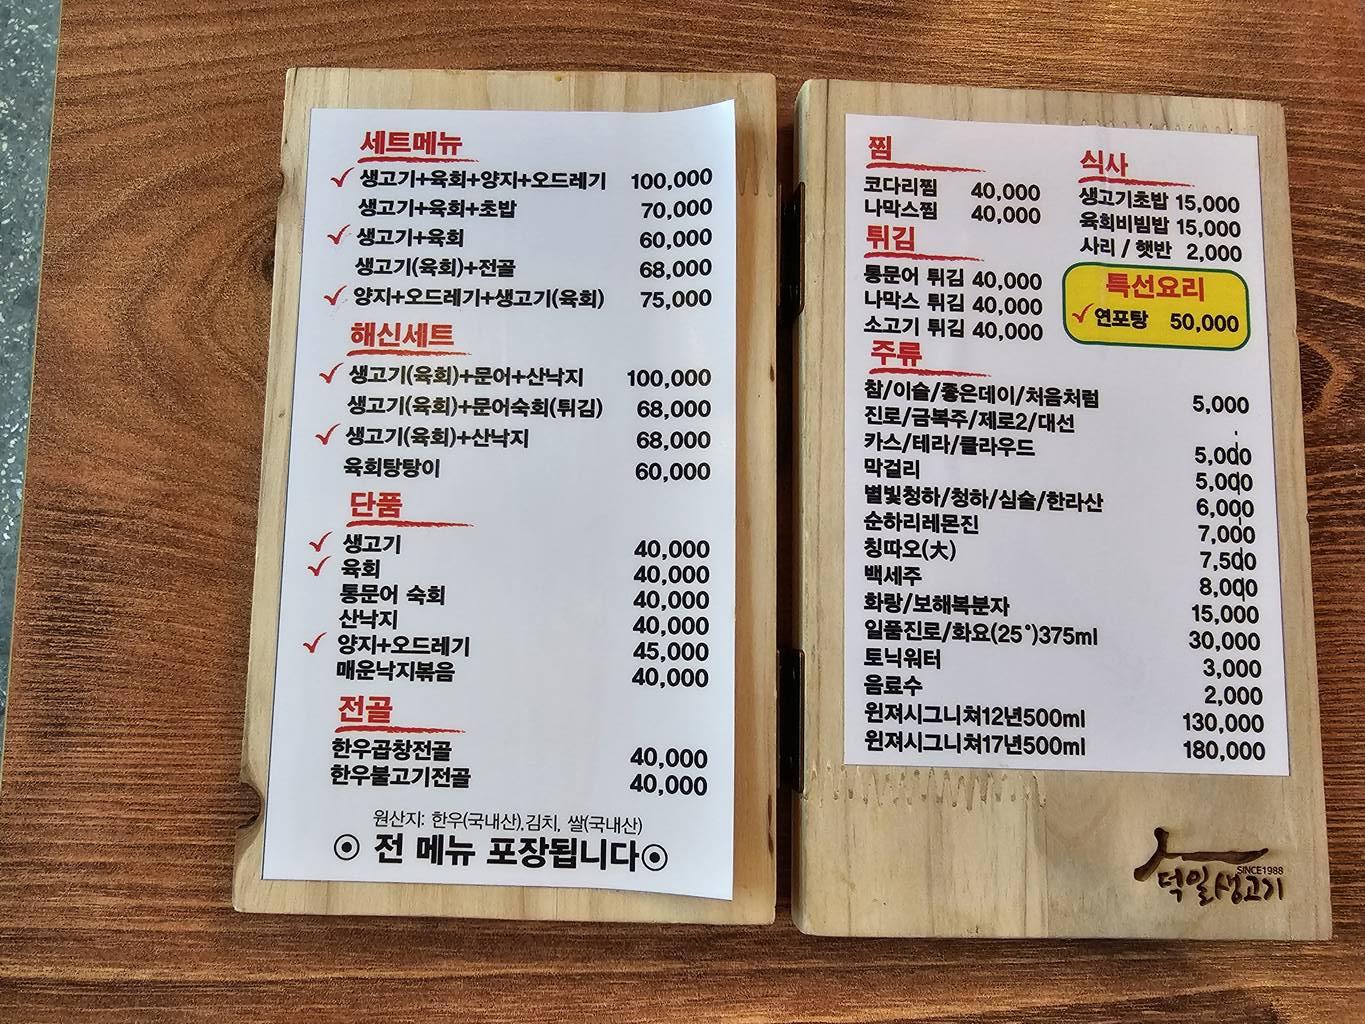 세트메뉴
✓ 생고기+육회+양지+오드레기 100,000
생고기+육회+초밥 70,000
✓ 생고기+육회 60,000
생고기(육회)+전골 68,000
✓ 양지+오드레기+생고기(육회) 75,000
해신세트
✓ 생고기(육회)+문어+산낙지 100,000
생고기(육회)+문어숙회(튀김) 68,000
✓ 생고기(육회)+산낙지 68,000
육회탕탕이 60,000
단품
✓ 생고기 40,000
✓ 육회 40,000
통문어 숙회 40,000
산낙지 40,000
✓ 양지+오드레기 45,000
매운낙지볶음 40,000
전골
한우곱창전골 40,000
한우불고기전골 40,000
원산지: 한우(국내산),김치, 쌀(국내산)
⊙ 전 메뉴 포장됩니다⊙
찜
코다리찜 40,000
나막스찜 40,000
튀김
통문어 튀김 40,000
나막스 튀김 40,000
소고기 튀김 40,000
식사
생고기초밥 15,000
육회비빔밥 15,000
사리 / 햇반 2,000
특선요리
✓ 연포탕 50,000
주류
참/이슬/좋은데이/처음처럼 5,000
진로/금복주/제로2/대선
카스/테라/클라우드 5,000
막걸리 5,000
별빛청하/청하/심술/한라산 6,000
순하리레몬진 7,000
칭따오(大) 7,500
백세주 8,000
화랑/보해복분자 15,000
일품진로/화요(25°)375ml 30,000
토닉워터 3,000
음료수 2,000
윈져시그니쳐12년500ml 130,000
윈져시그니쳐17년500ml 180,000
SINCE1988
덕일생고기